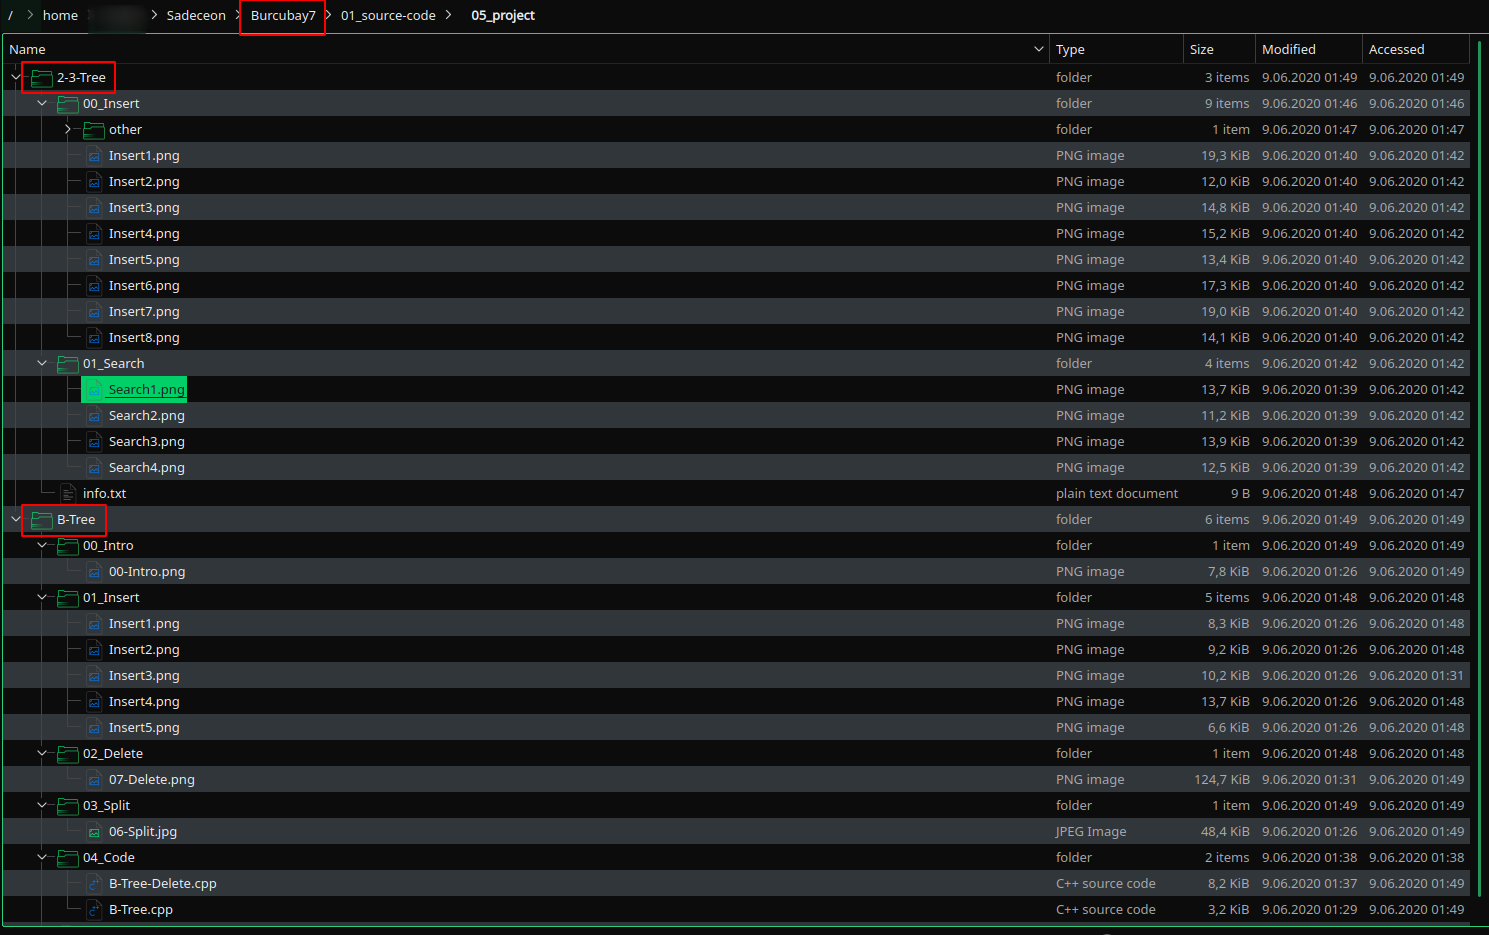 / > home > Sadeceon > Burcubay7 > 01_source-code > 05_project
Name Type Size Modified Accessed
2-3-Tree folder 3 items 9.06.2020 01:49 9.06.2020 01:49
00_Insert folder 9 items 9.06.2020 01:46 9.06.2020 01:46
other folder 1 item 9.06.2020 01:47 9.06.2020 01:47
Insert1.png PNG image 19,3 KiB 9.06.2020 01:40 9.06.2020 01:42
Insert2.png PNG image 12,0 KiB 9.06.2020 01:40 9.06.2020 01:42
Insert3.png PNG image 14,8 KiB 9.06.2020 01:40 9.06.2020 01:42
Insert4.png PNG image 15,2 KiB 9.06.2020 01:40 9.06.2020 01:42
Insert5.png PNG image 13,4 KiB 9.06.2020 01:40 9.06.2020 01:42
Insert6.png PNG image 17,3 KiB 9.06.2020 01:40 9.06.2020 01:42
Insert7.png PNG image 19,0 KiB 9.06.2020 01:40 9.06.2020 01:42
Insert8.png PNG image 14,1 KiB 9.06.2020 01:40 9.06.2020 01:42
01_Search folder 4 items 9.06.2020 01:42 9.06.2020 01:42
Search1.png PNG image 13,7 KiB 9.06.2020 01:39 9.06.2020 01:42
Search2.png PNG image 11,2 KiB 9.06.2020 01:39 9.06.2020 01:42
Search3.png PNG image 13,9 KiB 9.06.2020 01:39 9.06.2020 01:42
Search4.png PNG image 12,5 KiB 9.06.2020 01:39 9.06.2020 01:42
info.txt plain text document 9 B 9.06.2020 01:48 9.06.2020 01:47
B-Tree folder 6 items 9.06.2020 01:49 9.06.2020 01:49
00_Intro folder 1 item 9.06.2020 01:49 9.06.2020 01:49
00-Intro.png PNG image 7,8 KiB 9.06.2020 01:26 9.06.2020 01:49
01_Insert folder 5 items 9.06.2020 01:48 9.06.2020 01:48
Insert1.png PNG image 8,3 KiB 9.06.2020 01:26 9.06.2020 01:48
Insert2.png PNG image 9,2 KiB 9.06.2020 01:26 9.06.2020 01:48
Insert3.png PNG image 10,2 KiB 9.06.2020 01:26 9.06.2020 01:31
Insert4.png PNG image 13,7 KiB 9.06.2020 01:26 9.06.2020 01:48
Insert5.png PNG image 6,6 KiB 9.06.2020 01:26 9.06.2020 01:48
02_Delete folder 1 item 9.06.2020 01:48 9.06.2020 01:48
07-Delete.png PNG image 124,7 KiB 9.06.2020 01:31 9.06.2020 01:49
03_Split folder 1 item 9.06.2020 01:49 9.06.2020 01:49
06-Split.jpg JPEG Image 48,4 KiB 9.06.2020 01:26 9.06.2020 01:49
04_Code folder 2 items 9.06.2020 01:38 9.06.2020 01:38
B-Tree-Delete.cpp C++ source code 8,2 KiB 9.06.2020 01:37 9.06.2020 01:49
B-Tree.cpp C++ source code 3,2 KiB 9.06.2020 01:29 9.06.2020 01:49